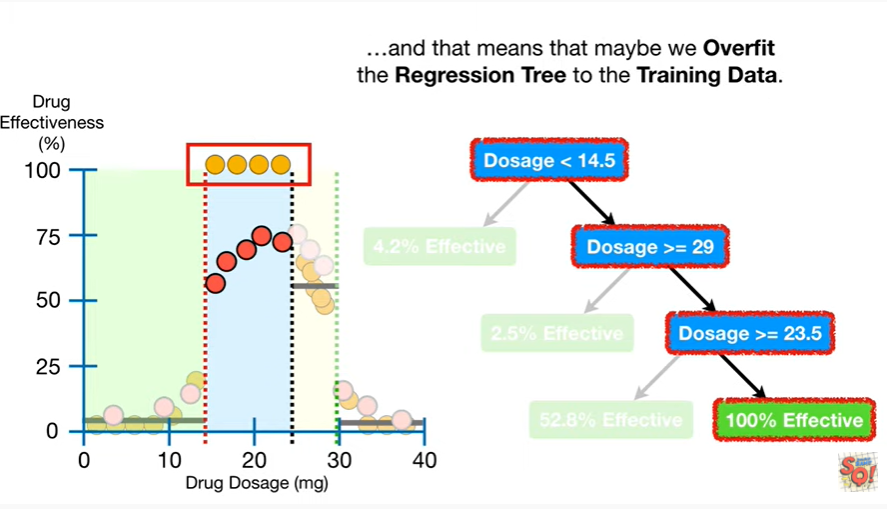 …and that means that maybe we Overfit
the Regression Tree to the Training Data.
Drug
Effectiveness
(%)
100
75
50
25
0
0
10
20
30
40
Drug Dosage (mg)
Dosage < 14.5
4.2% Effective
Dosage >= 29
2.5% Effective
Dosage >= 23.5
52.8% Effective
100% Effective
SQ!